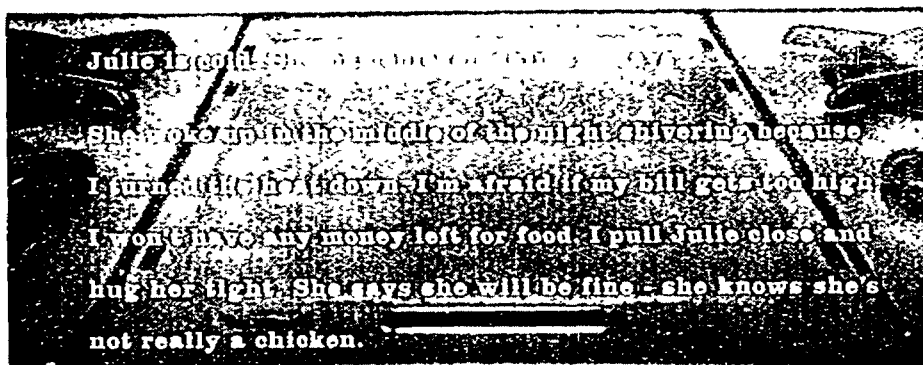 Julie is cold. She
She woke up in the middle of the night shivering because
I turned the heat down. I'm afraid if my bill gets too high
I won't have any money left for food. I pull Julie close and
hug her tight. She says she will be fine - she knows she's
not really a chicken.